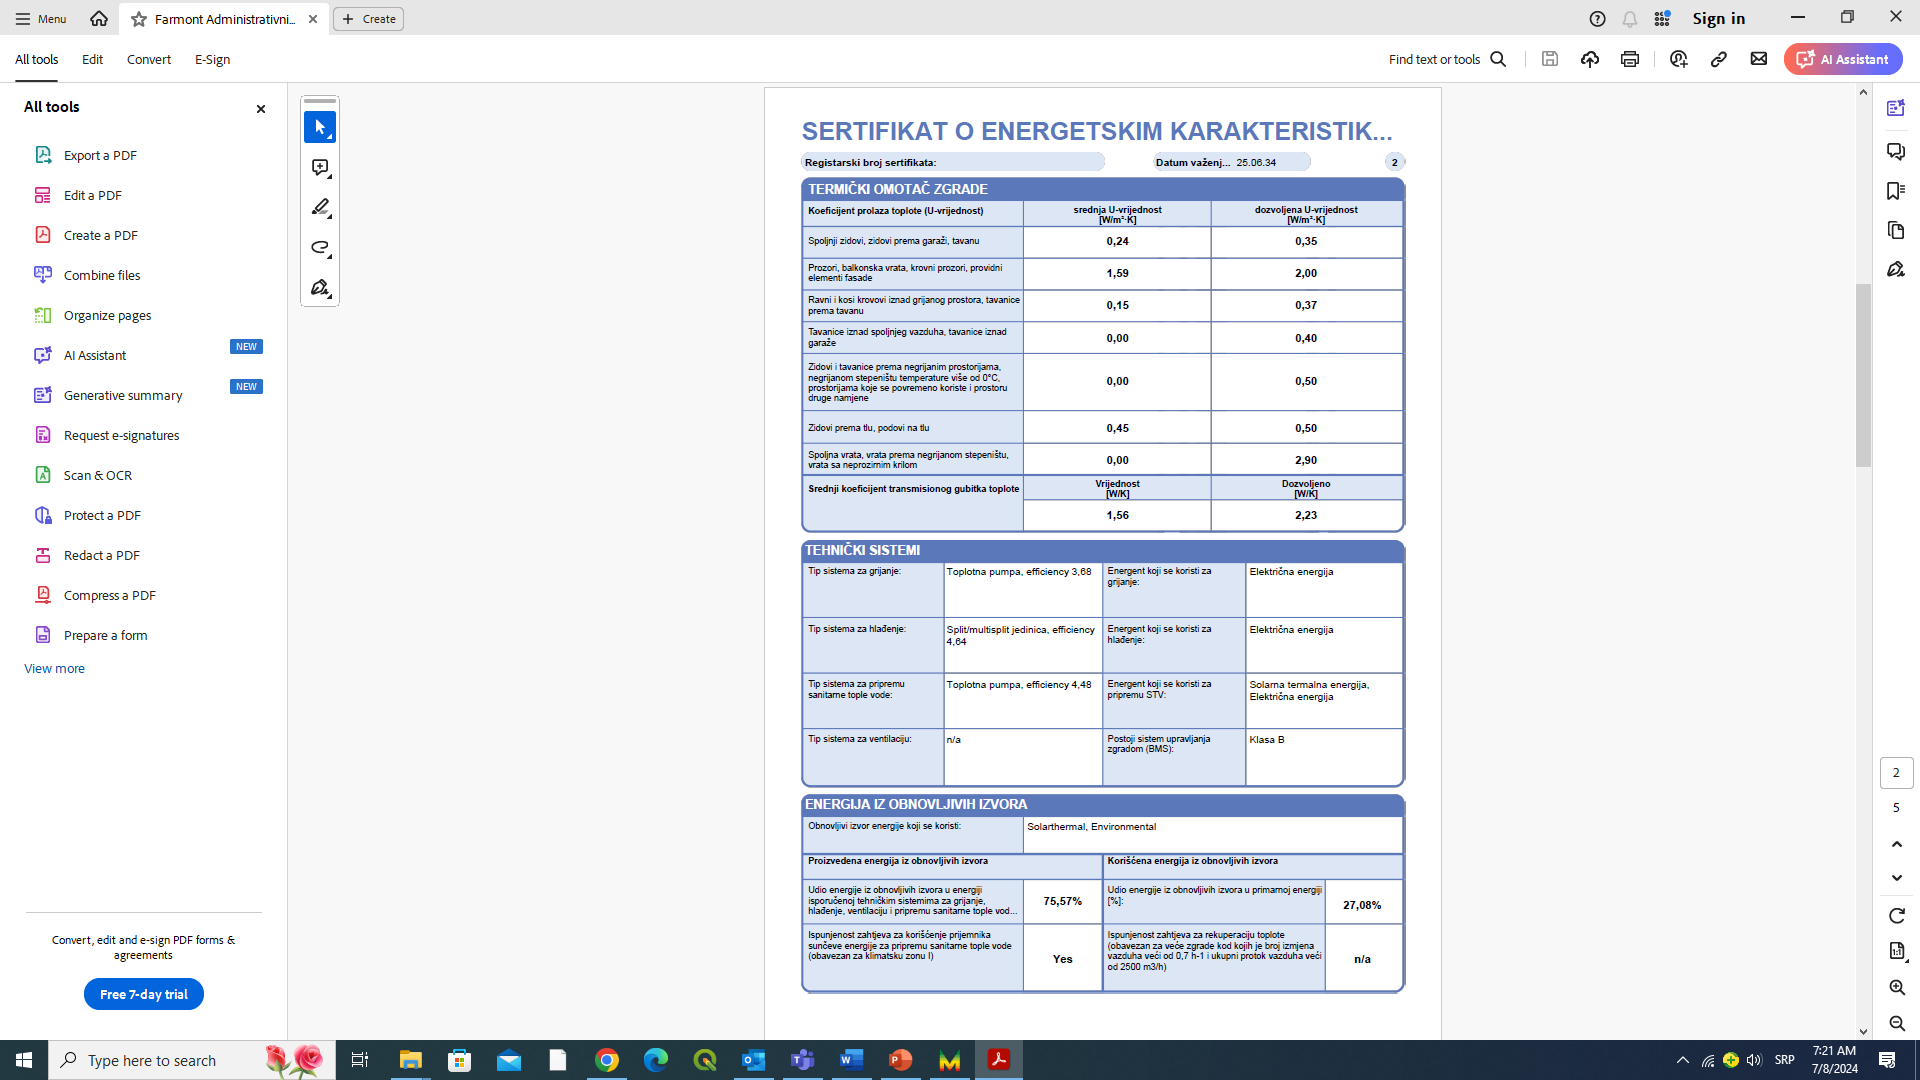 Menu
Farmont Administrativni...
Create
Sign in
All tools
Edit
Convert
E-Sign
Find text or tools
AI Assistant
All tools
Export a PDF
Edit a PDF
Create a PDF
Combine files
Organize pages
AI Assistant
NEW
Generative summary
NEW
Request e-signatures
Scan & OCR
Protect a PDF
Redact a PDF
Compress a PDF
Prepare a form
View more
Convert, edit and e-sign PDF forms &
agreements
Free 7-day trial
SERTIFIKAT O ENERGETSKIM KARAKTERISTIK...
Registarski broj sertifikata:
Datum važenj... 25.06.34
2
TERMIČKI OMOTAČ ZGRADE
Koeficijent prolaza toplote (U-vrijednost)
srednja U-vrijednost
[W/m²·K]
dozvoljena U-vrijednost
[W/m²·K]
Spoljnji zidovi, zidovi prema garaži, tavanu
0,24
0,35
Prozori, balkonska vrata, krovni prozori, providni
elementi fasade
1,59
2,00
Ravni i kosi krovovi iznad grijanog prostora, tavanice
prema tavanu
0,15
0,37
Tavanice iznad spoljnjeg vazduha, tavanice iznad
garaže
0,00
0,40
Zidovi i tavanice prema negrijanim prostorijama,
negrijanom stepeništu temperature više od 0°C,
prostorijama koje se povremeno koriste i prostoru
druge namjene
0,00
0,50
Zidovi prema tlu, podovi na tlu
0,45
0,50
Spoljna vrata, vrata prema negrijanom stepeništu,
vrata sa neprozirnim krilom
0,00
2,90
Srednji koeficijent transmisionog gubitka toplote
Vrijednost
[W/K]
Dozvoljeno
[W/K]
1,56
2,23
TEHNIČKI SISTEMI
Tip sistema za grijanje:
Toplotna pumpa, efficiency 3,68
Energent koji se koristi za
grijanje:
Električna energija
Tip sistema za hlađenje:
Split/multisplit jedinica, efficiency
4,64
Energent koji se koristi za
hlađenje:
Električna energija
Tip sistema za pripremu
sanitarne tople vode:
Toplotna pumpa, efficiency 4,48
Energent koji se koristi za
pripremu STV:
Solarna termalna energija,
Električna energija
Tip sistema za ventilaciju:
n/a
Postoji sistem upravljanja
zgradom (BMS):
Klasa B
ENERGIJA IZ OBNOVLJIVIH IZVORA
Obnovljivi izvor energije koji se koristi:
Solarthermal, Environmental
Proizvedena energija iz obnovljivih izvora
Korišćena energija iz obnovljivih izvora
Udio energije iz obnovljivih izvora u energiji
isporučenoj tehničkim sistemima za grijanje,
hlađenje, ventilaciju i pripremu sanitarne tople vod...
75,57%
Udio energije iz obnovljivih izvora u primarnoj energiji
[%]:
27,08%
Ispunjenost zahtjeva za korišćenje prijemnika
sunčeve energije za pripremu sanitarne tople vode
(obavezan za klimatsku zonu I)
Yes
Ispunjenost zahtjeva za rekuperaciju toplote
(obavezan za veće zgrade kod kojih je broj izmjena
vazduha veći od 0,7 h-1 i ukupni protok vazduha veći
od 2500 m3/h)
n/a
2
5
Type here to search
SRP
7:21 AM
7/8/2024